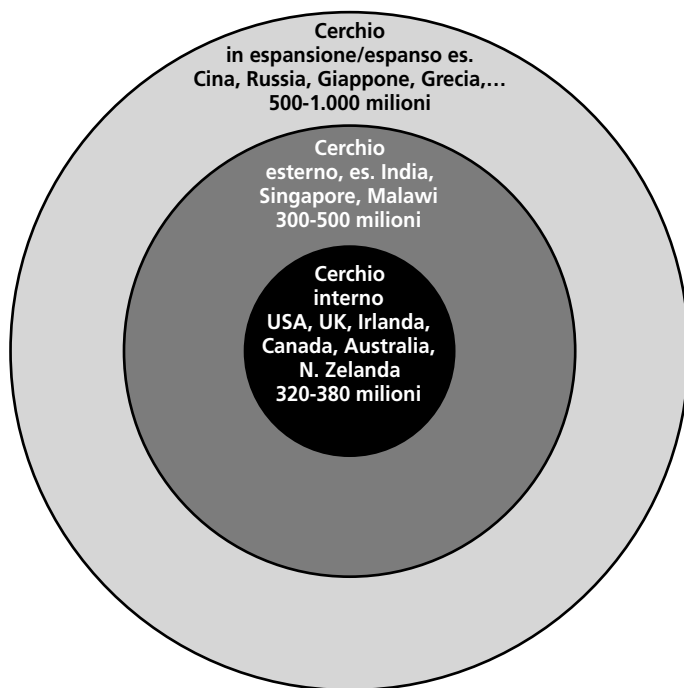 Cerchio
in espansione/espanso es.
Cina, Russia, Giappone, Grecia,...
500-1.000 milioni
Cerchio
esterno, es. India,
Singapore, Malawi
300-500 milioni
Cerchio
interno
USA, UK, Irlanda,
Canada, Australia,
N. Zelanda
320-380 milioni